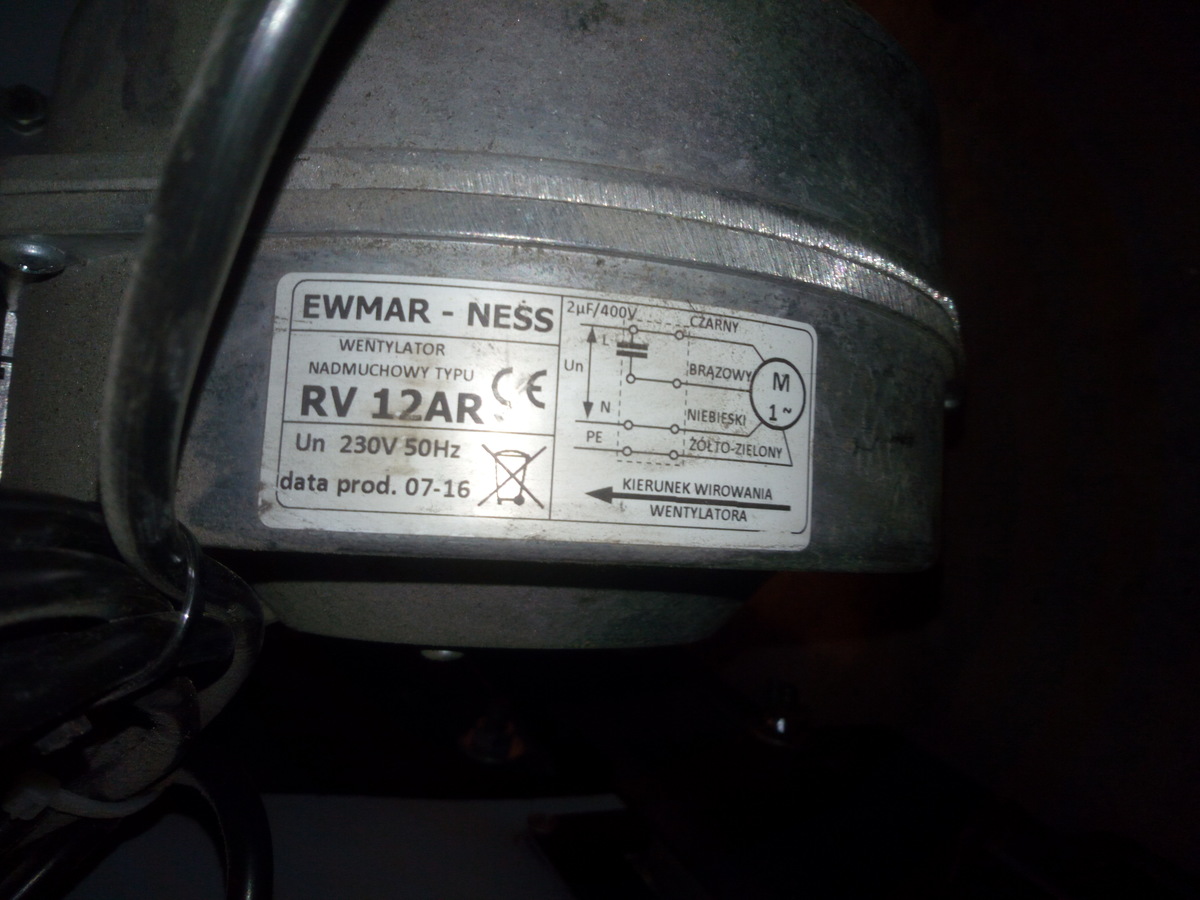 EWMAR - NESS
WENTYLATOR
NADMUCHOWY TYPU
RV 12AR
CE
Un 230V 50Hz
data prod. 07-16
2µF/400V
CZARNY
L
Un
BRĄZOWY
M
1~
N
NIEBIESKI
PE
ŻÓŁTO-ZIELONY
KIERUNEK WIROWANIA
WENTYLATORA